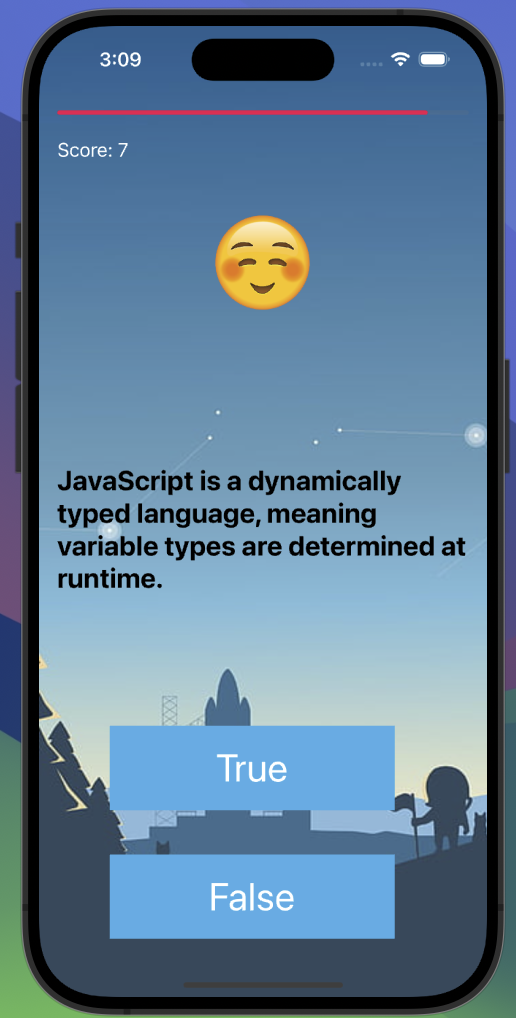 3:09
Score: 7
JavaScript is a dynamically
typed language, meaning
variable types are determined at
runtime.
True
False